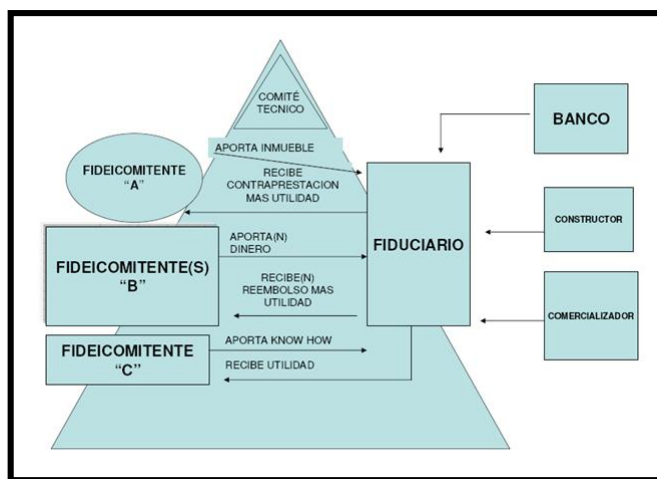 COMITÉ
TECNICO
APORTA INMUEBLE
FIDEICOMITENTE
“A”
RECIBE
CONTRAPRESTACION
MAS UTILIDAD
FIDEICOMITENTE(S)
“B”
APORTA(N)
DINERO
RECIBE(N)
REEMBOLSO MAS
UTILIDAD
FIDEICOMITENTE
“C”
APORTA KNOW HOW
RECIBE UTILIDAD
FIDUCIARIO
BANCO
CONSTRUCTOR
COMERCIALIZADOR